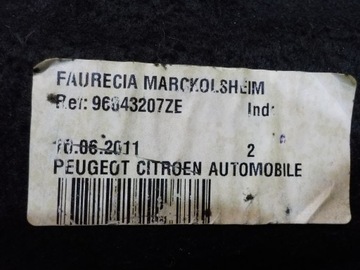 FAURECIA MARCKOLSHEIM
Ref: 96843207ZE Ind:
10-06-2011 2
PEUGEOT CITROEN AUTOMOBILE